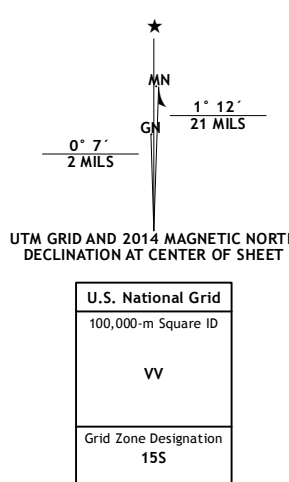 ★
MN
1° 12´
21 MILS
GN
0° 7´
2 MILS
UTM GRID AND 2014 MAGNETIC NORT
DECLINATION AT CENTER OF SHEET
U.S. National Grid
100,000-m Square ID
VV
Grid Zone Designation
15S